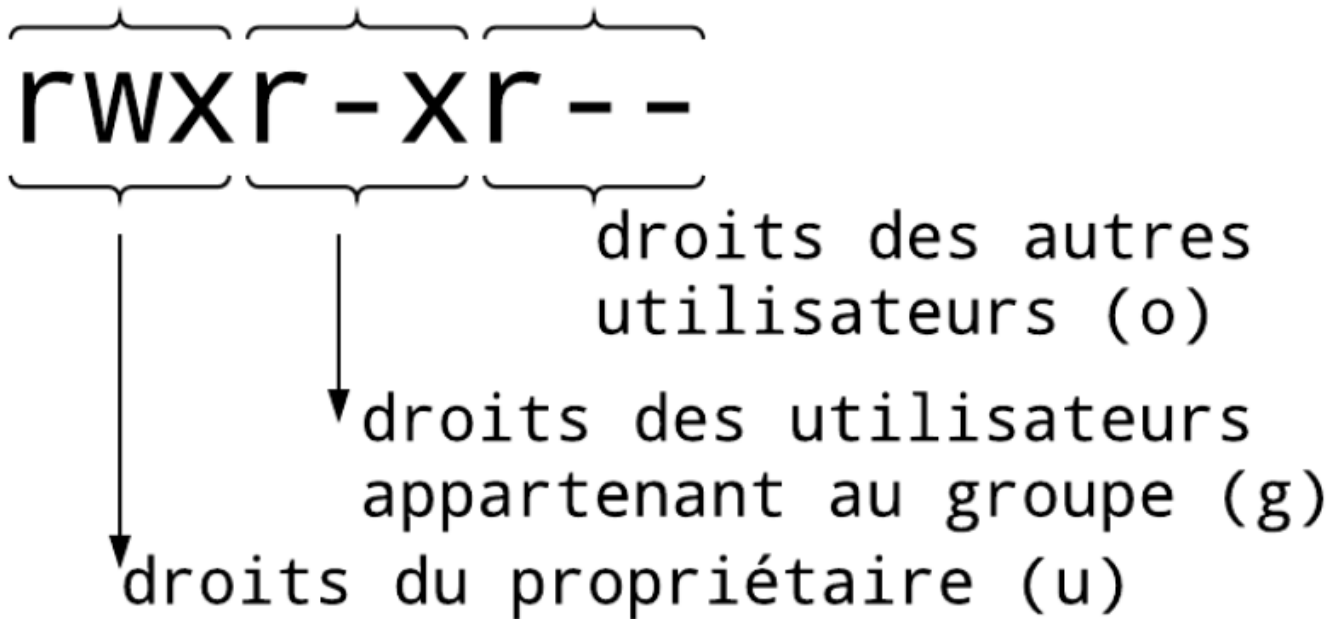 rwxr-xr--
droits des autres
utilisateurs (o)
droits des utilisateurs
appartenant au groupe (g)
droits du propriétaire (u)